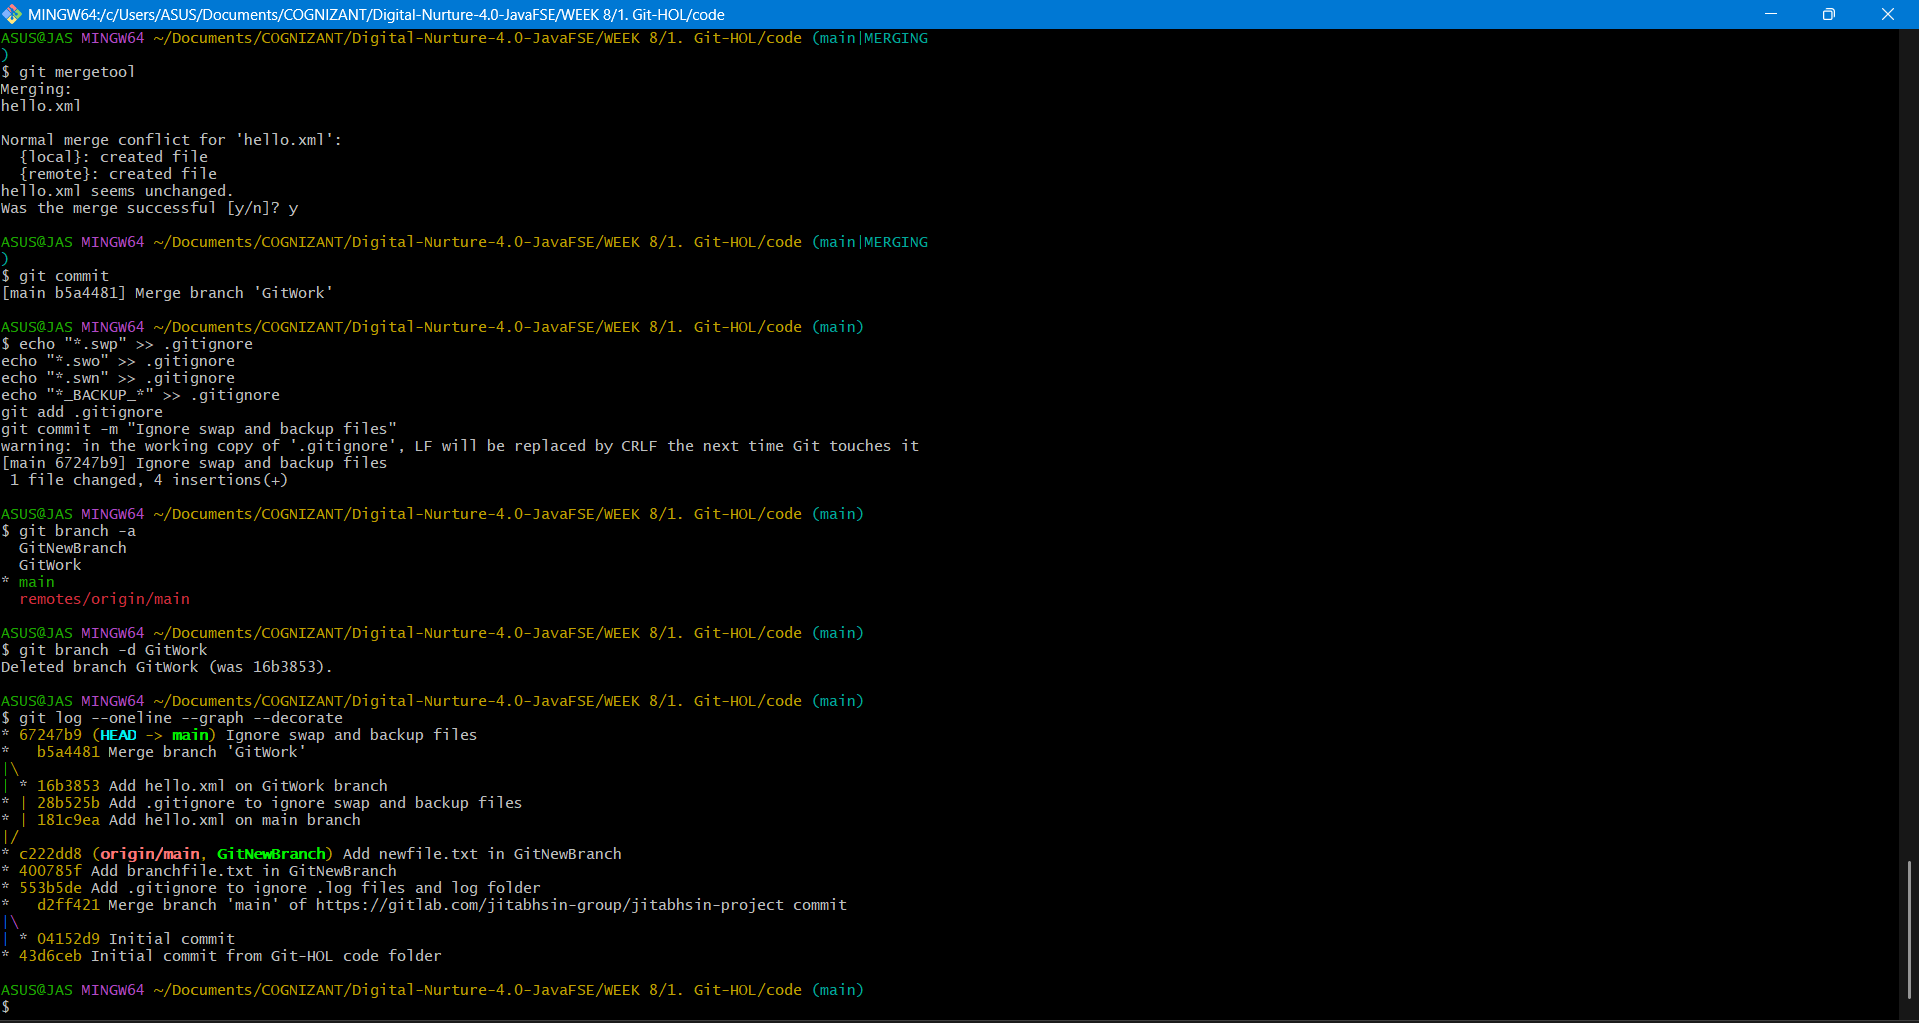 MINGW64:/c/Users/ASUS/Documents/COGNIZANT/Digital-Nurture-4.0-JavaFSE/WEEK 8/1. Git-HOL/code
ASUS@JAS MINGW64 ~/Documents/COGNIZANT/Digital-Nurture-4.0-JavaFSE/WEEK 8/1. Git-HOL/code (main|MERGING
)
$ git mergetool
Merging:
hello.xml

Normal merge conflict for 'hello.xml':
  {local}: created file
  {remote}: created file
hello.xml seems unchanged.
Was the merge successful [y/n]? y

ASUS@JAS MINGW64 ~/Documents/COGNIZANT/Digital-Nurture-4.0-JavaFSE/WEEK 8/1. Git-HOL/code (main|MERGING
)
$ git commit
[main b5a4481] Merge branch 'GitWork'

ASUS@JAS MINGW64 ~/Documents/COGNIZANT/Digital-Nurture-4.0-JavaFSE/WEEK 8/1. Git-HOL/code (main)
$ echo "*.swp" >> .gitignore
echo "*.swo" >> .gitignore
echo "*.swn" >> .gitignore
echo "*_BACKUP_*" >> .gitignore
git add .gitignore
git commit -m "Ignore swap and backup files"
warning: in the working copy of '.gitignore', LF will be replaced by CRLF the next time Git touches it
[main 67247b9] Ignore swap and backup files
 1 file changed, 4 insertions(+)

ASUS@JAS MINGW64 ~/Documents/COGNIZANT/Digital-Nurture-4.0-JavaFSE/WEEK 8/1. Git-HOL/code (main)
$ git branch -a
  GitNewBranch
  GitWork
* main
  remotes/origin/main

ASUS@JAS MINGW64 ~/Documents/COGNIZANT/Digital-Nurture-4.0-JavaFSE/WEEK 8/1. Git-HOL/code (main)
$ git branch -d GitWork
Deleted branch GitWork (was 16b3853).

ASUS@JAS MINGW64 ~/Documents/COGNIZANT/Digital-Nurture-4.0-JavaFSE/WEEK 8/1. Git-HOL/code (main)
$ git log --oneline --graph --decorate
* 67247b9 (HEAD -> main) Ignore swap and backup files
*   b5a4481 Merge branch 'GitWork'
|\
| * 16b3853 Add hello.xml on GitWork branch
* | 28b525b Add .gitignore to ignore swap and backup files
* | 181c9ea Add hello.xml on main branch
|/
* c222dd8 (origin/main, GitNewBranch) Add newfile.txt in GitNewBranch
* 400785f Add branchfile.txt in GitNewBranch
* 553b5de Add .gitignore to ignore .log files and log folder
*   d2ff421 Merge branch 'main' of https://gitlab.com/jitabhsin-group/jitabhsin-project commit
|\
| * 04152d9 Initial commit
* 43d6ceb Initial commit from Git-HOL code folder

ASUS@JAS MINGW64 ~/Documents/COGNIZANT/Digital-Nurture-4.0-JavaFSE/WEEK 8/1. Git-HOL/code (main)
$